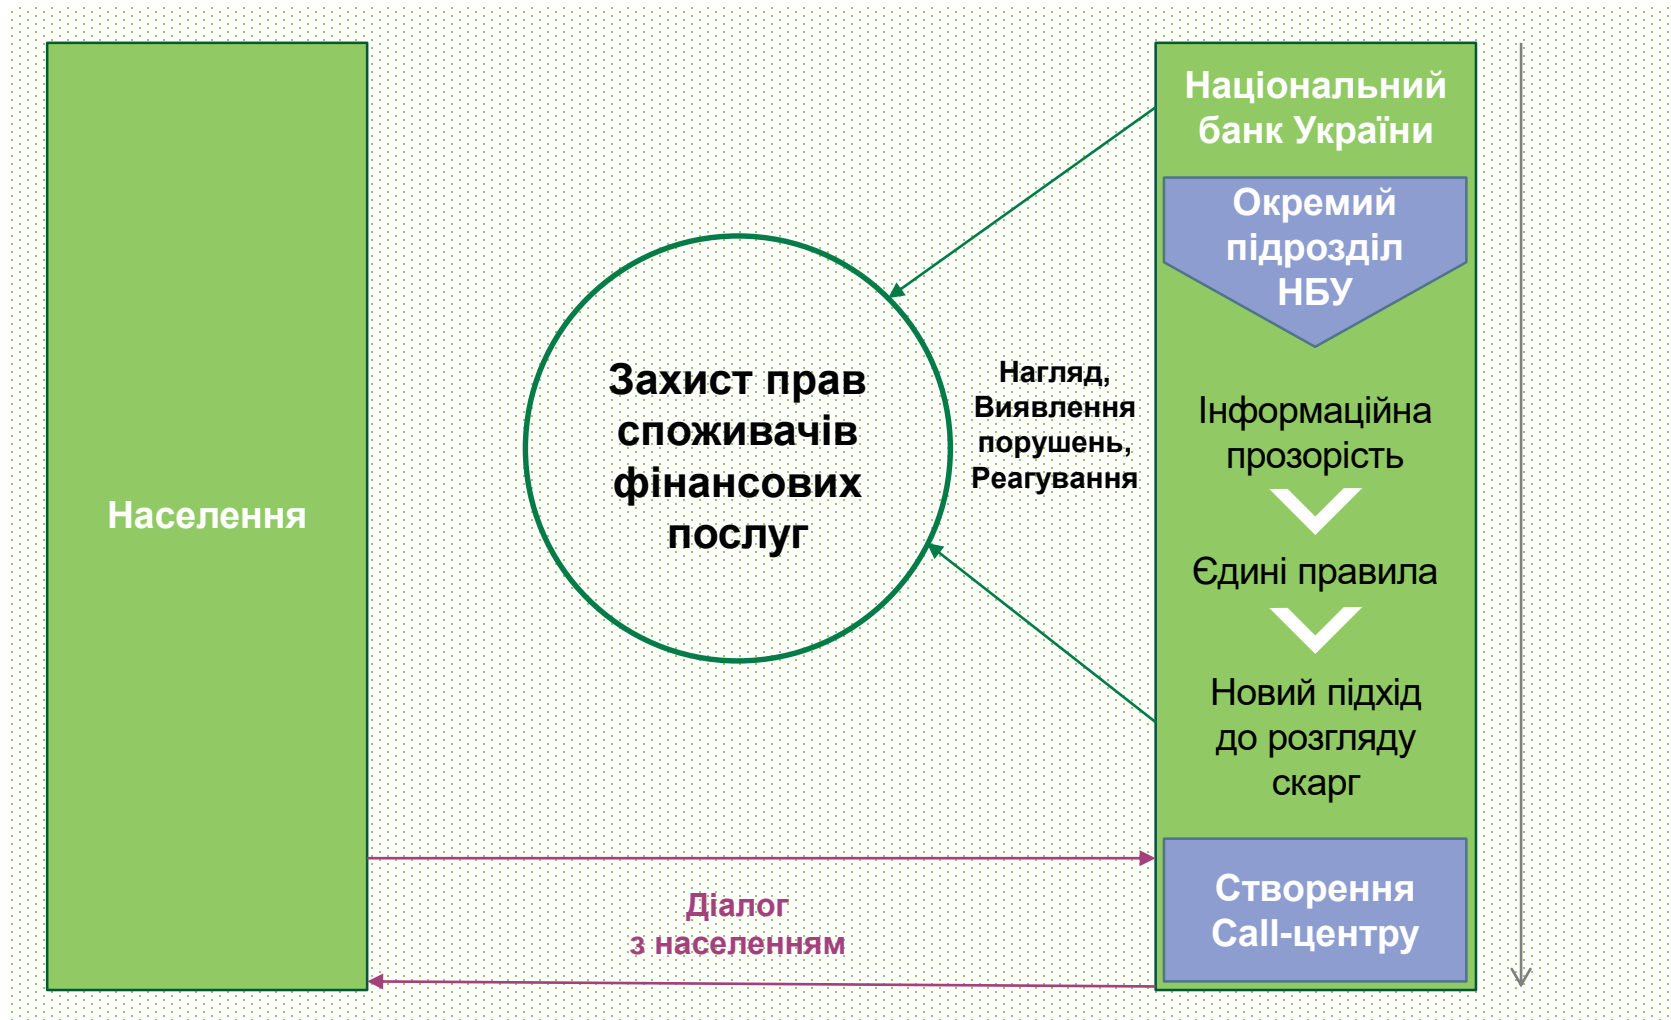 Населення
Захист прав
споживачів
фінансових
послуг
Нагляд,
Виявлення
порушень,
Реагування
Діалог
з населенням
Національний
банк України
Окремий
підрозділ
НБУ
Інформаційна
прозорість
Єдині правила
Новий підхід
до розгляду
скарг
Створення
Call-центру